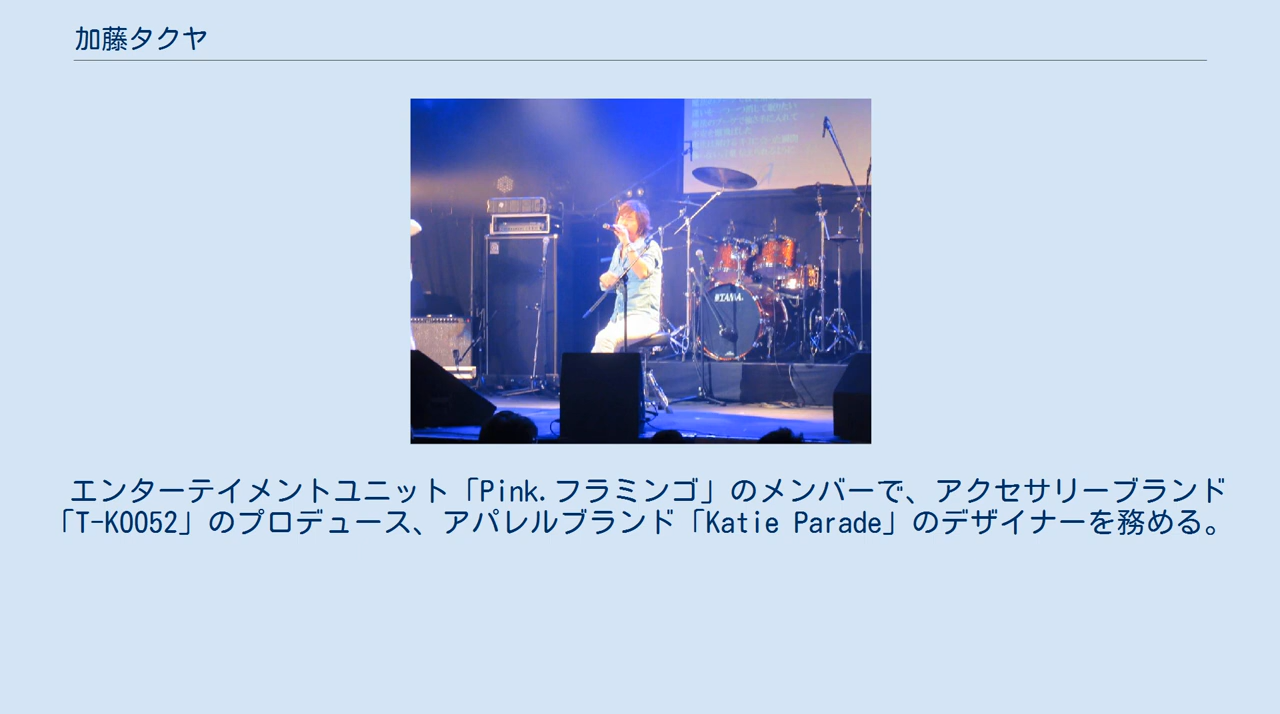 加藤タクヤ
TAMA
エンターテイメントユニット「Pink.フラミンゴ」のメンバーで、アクセサリーブランド
「T-K0052」のプロデュース、アパレルブランド「Katie Parade」のデザイナーを務める。